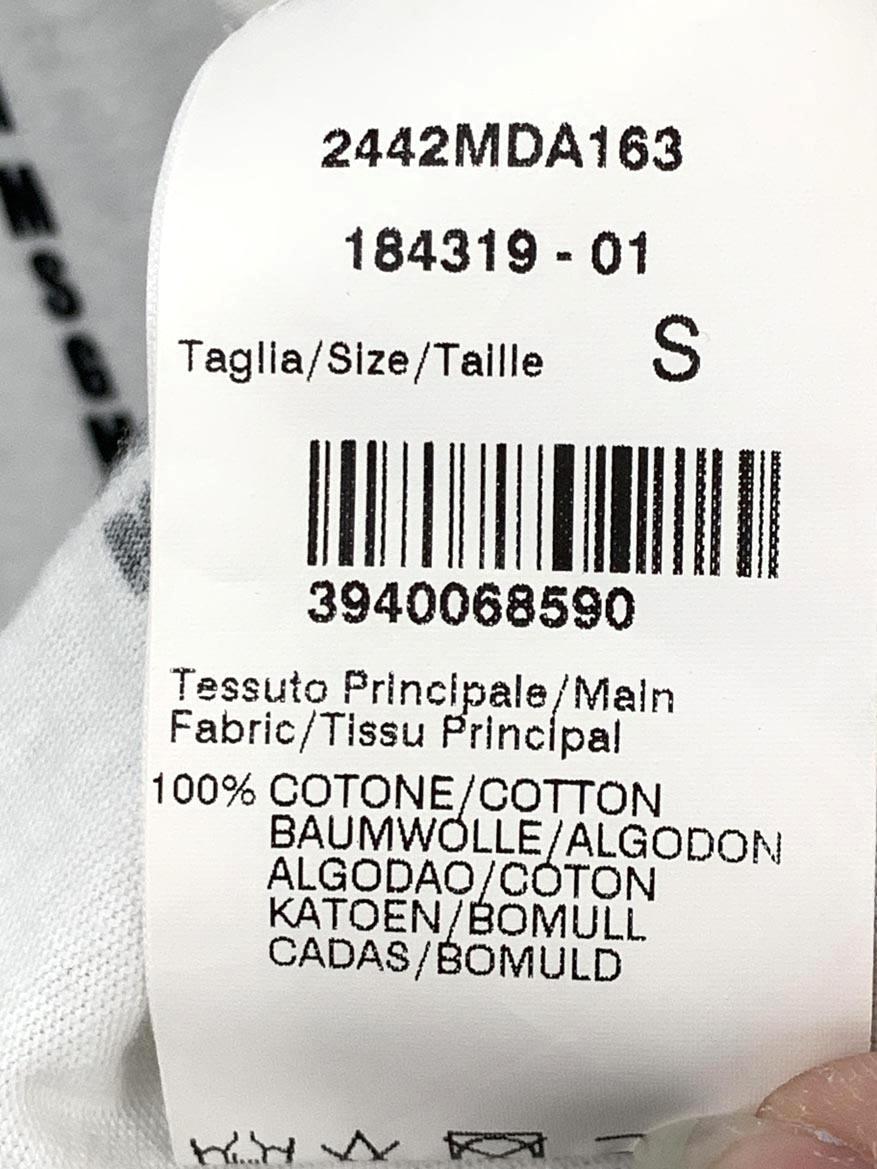 2442MDA163
184319 - 01
Taglia/Size/Taille S
3940068590
Tessuto Principale/Main
Fabric/Tissu Principal
100% COTONE/COTTON
BAUMWOLLE/ALGODON
ALGODAO/COTON
KATOEN/BOMULL
CADAS/BOMULD